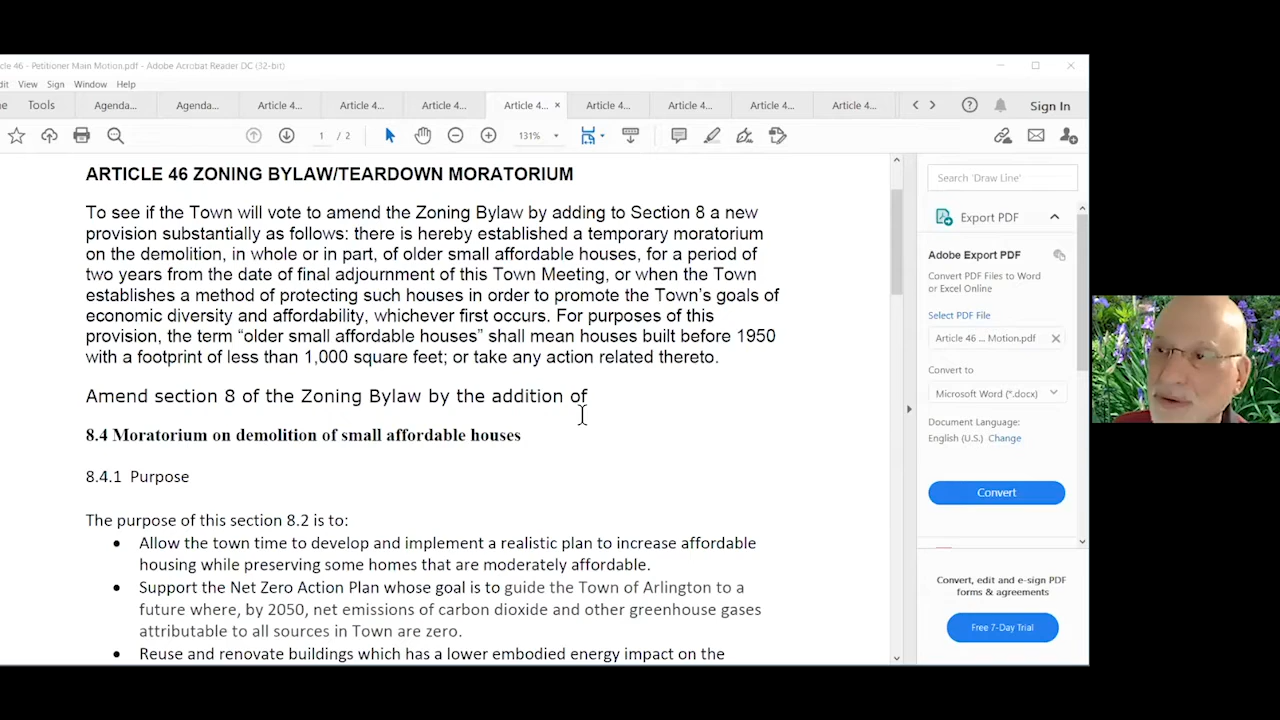 cle 46 - Petitioner Main Motion.pdf - Adobe Acrobat Reader DC (32-bit)
dit View Sign Window Help
e Tools Agenda... Agenda... Article 4... Article 4... Article 4... Article 4... × Article 4... Article 4... Article 4... Article 4... Sign In
1 / 2 131%
ARTICLE 46 ZONING BYLAW/TEARDOWN MORATORIUM
To see if the Town will vote to amend the Zoning Bylaw by adding to Section 8 a new
provision substantially as follows: there is hereby established a temporary moratorium
on the demolition, in whole or in part, of older small affordable houses, for a period of
two years from the date of final adjournment of this Town Meeting, or when the Town
establishes a method of protecting such houses in order to promote the Town's goals of
economic diversity and affordability, whichever first occurs. For purposes of this
provision, the term “older small affordable houses” shall mean houses built before 1950
with a footprint of less than 1,000 square feet; or take any action related thereto.
Amend section 8 of the Zoning Bylaw by the addition of
8.4 Moratorium on demolition of small affordable houses
8.4.1 Purpose
The purpose of this section 8.2 is to:
• Allow the town time to develop and implement a realistic plan to increase affordable
housing while preserving some homes that are moderately affordable.
• Support the Net Zero Action Plan whose goal is to guide the Town of Arlington to a
future where, by 2050, net emissions of carbon dioxide and other greenhouse gases
attributable to all sources in Town are zero.
• Reuse and renovate buildings which has a lower embodied energy impact on the
Search 'Draw Line'
Export PDF
Adobe Export PDF
Convert PDF Files to Word
or Excel Online
Select PDF File
Article 46 ... Motion.pdf ×
Convert to
Microsoft Word (*.docx)
Document Language:
English (U.S.) Change
Convert
Convert, edit and e-sign PDF
forms & agreements
Free 7-Day Trial